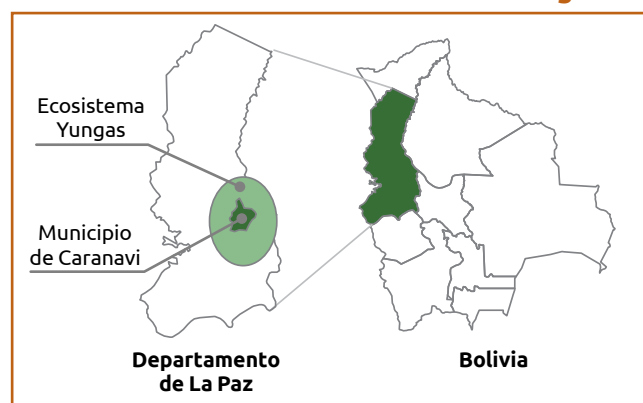 Ecosistema
Yungas
Municipio
de Caranavi
Departamento
de La Paz
Bolivia